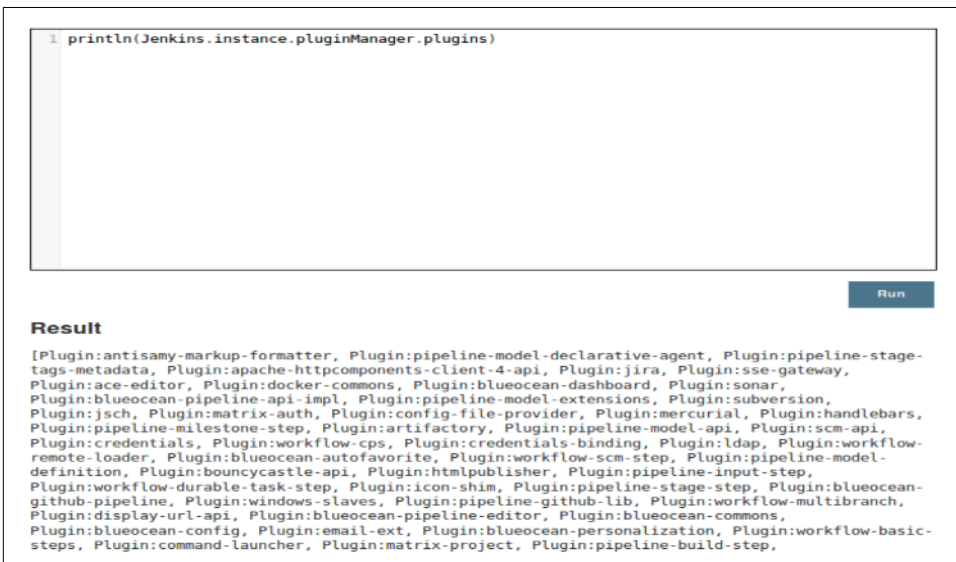 1 println(Jenkins.instance.pluginManager.plugins)
Run
Result
[Plugin:antisamy-markup-formatter, Plugin:pipeline-model-declarative-agent, Plugin:pipeline-stage-
tags-metadata, Plugin:apache-httpcomponents-client-4-api, Plugin:jira, Plugin:sse-gateway,
Plugin:ace-editor, Plugin:docker-commons, Plugin:blueocean-dashboard, Plugin:sonar,
Plugin:blueocean-pipeline-api-impl, Plugin:pipeline-model-extensions, Plugin:subversion,
Plugin:jsch, Plugin:matrix-auth, Plugin:config-file-provider, Plugin:mercurial, Plugin:handlebars,
Plugin:pipeline-milestone-step, Plugin:artifactory, Plugin:pipeline-model-api, Plugin:scm-api,
Plugin:credentials, Plugin:workflow-cps, Plugin:credentials-binding, Plugin:ldap, Plugin:workflow-
remote-loader, Plugin:blueocean-autofavorite, Plugin:workflow-scm-step, Plugin:pipeline-model-
definition, Plugin:bouncycastle-api, Plugin:htmlpublisher, Plugin:pipeline-input-step,
Plugin:workflow-durable-task-step, Plugin:icon-shim, Plugin:pipeline-stage-step, Plugin:blueocean-
github-pipeline, Plugin:windows-slaves, Plugin:pipeline-github-lib, Plugin:workflow-multibranch,
Plugin:display-url-api, Plugin:blueocean-pipeline-editor, Plugin:blueocean-commons,
Plugin:blueocean-config, Plugin:email-ext, Plugin:blueocean-personalization, Plugin:workflow-basic-
steps, Plugin:command-launcher, Plugin:matrix-project, Plugin:pipeline-build-step,